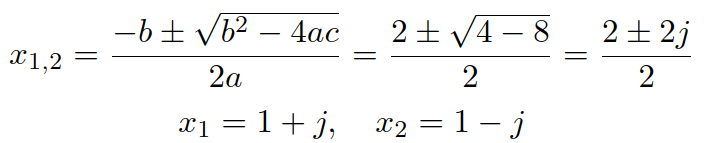 x_{1,2} = \frac{-b \pm \sqrt{b^2 - 4ac}}{2a} = \frac{2 \pm \sqrt{4 - 8}}{2} = \frac{2 \pm 2j}{2}
x_1 = 1 + j, \quad x_2 = 1 - j